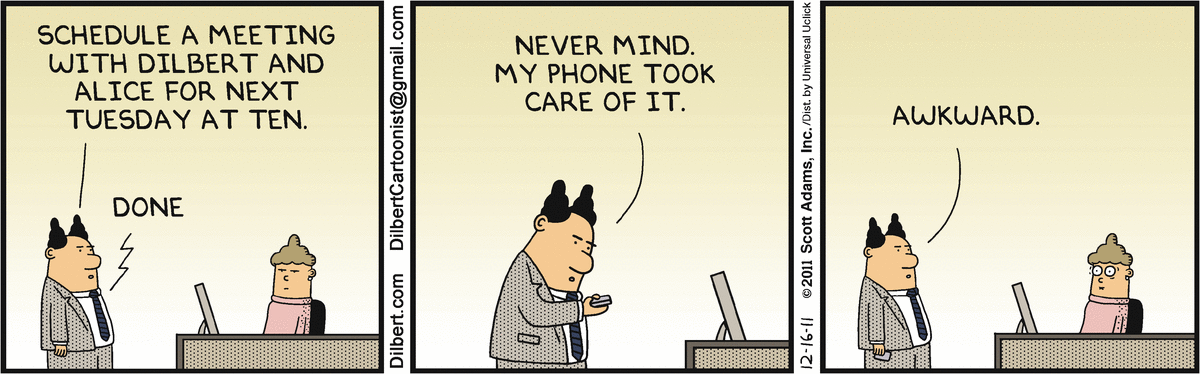 SCHEDULE A MEETING
WITH DILBERT AND
ALICE FOR NEXT
TUESDAY AT TEN.
DONE
Dilbert.com DilbertCartoonist@gmail.com
NEVER MIND.
MY PHONE TOOK
CARE OF IT.
12-16-11 © 2011 Scott Adams, Inc. /Dist. by Universal Uclick
AWKWARD.